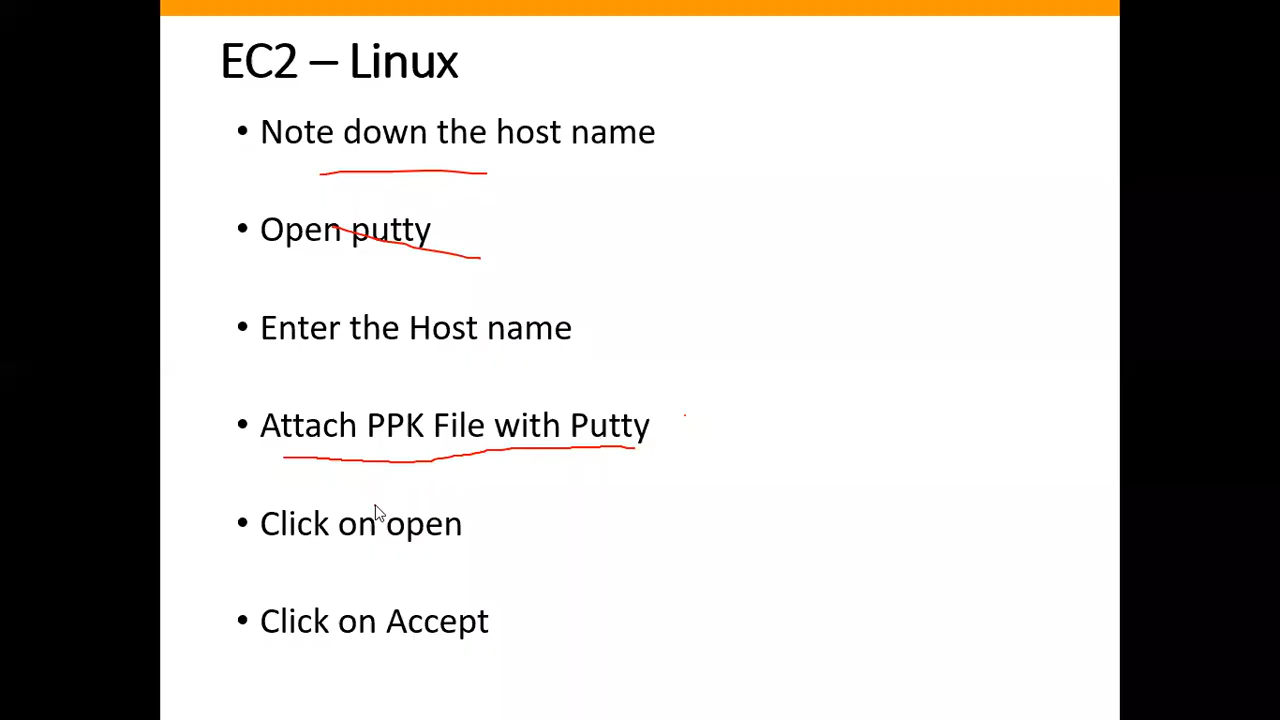 EC2 – Linux
• Note down the host name
• Open putty
• Enter the Host name
• Attach PPK File with Putty
• Click on open
• Click on Accept